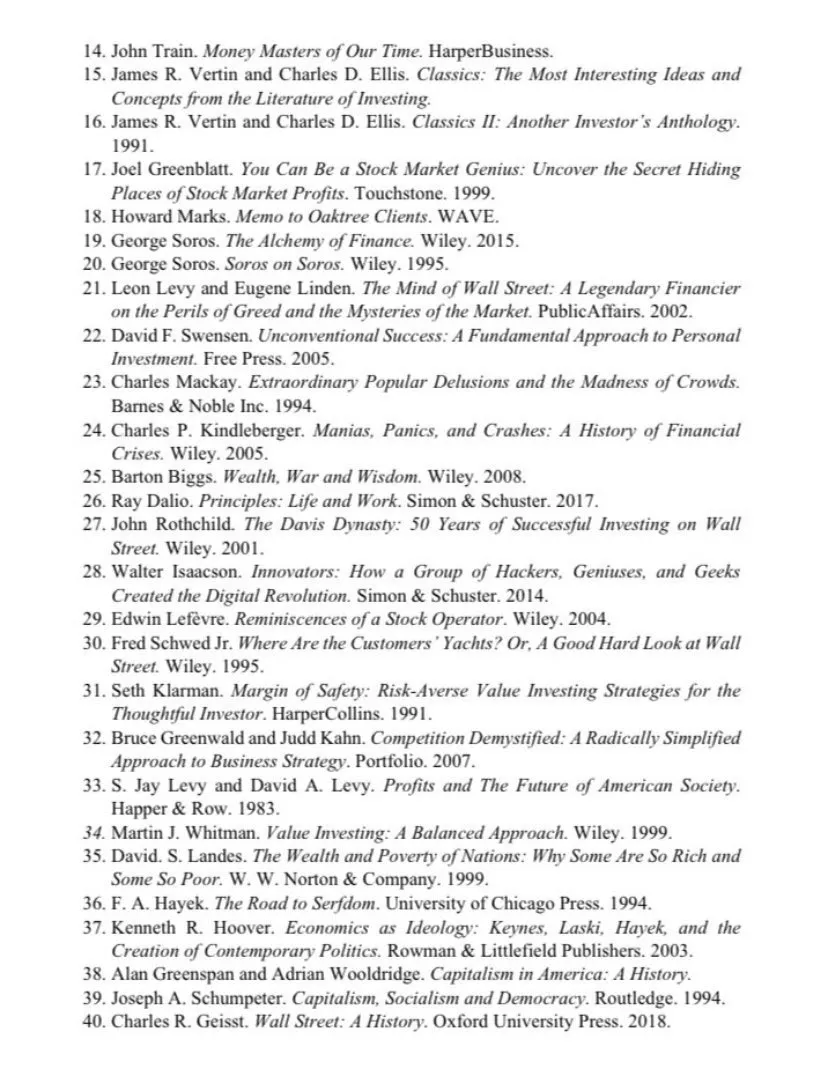 14. John Train. Money Masters of Our Time. HarperBusiness.
15. James R. Vertin and Charles D. Ellis. Classics: The Most Interesting Ideas and
Concepts from the Literature of Investing.
16. James R. Vertin and Charles D. Ellis. Classics II: Another Investor's Anthology.
1991.
17. Joel Greenblatt. You Can Be a Stock Market Genius: Uncover the Secret Hiding
Places of Stock Market Profits. Touchstone. 1999.
18. Howard Marks. Memo to Oaktree Clients. WAVE.
19. George Soros. The Alchemy of Finance. Wiley. 2015.
20. George Soros. Soros on Soros. Wiley. 1995.
21. Leon Levy and Eugene Linden. The Mind of Wall Street: A Legendary Financier
on the Perils of Greed and the Mysteries of the Market. PublicAffairs. 2002.
22. David F. Swensen. Unconventional Success: A Fundamental Approach to Personal
Investment. Free Press. 2005.
23. Charles Mackay. Extraordinary Popular Delusions and the Madness of Crowds.
Barnes & Noble Inc. 1994.
24. Charles P. Kindleberger. Manias, Panics, and Crashes: A History of Financial
Crises. Wiley. 2005.
25. Barton Biggs. Wealth, War and Wisdom. Wiley. 2008.
26. Ray Dalio. Principles: Life and Work. Simon & Schuster. 2017.
27. John Rothchild. The Davis Dynasty: 50 Years of Successful Investing on Wall
Street. Wiley. 2001.
28. Walter Isaacson. Innovators: How a Group of Hackers, Geniuses, and Geeks
Created the Digital Revolution. Simon & Schuster. 2014.
29. Edwin Lefèvre. Reminiscences of a Stock Operator. Wiley. 2004.
30. Fred Schwed Jr. Where Are the Customers' Yachts? Or, A Good Hard Look at Wall
Street. Wiley. 1995.
31. Seth Klarman. Margin of Safety: Risk-Averse Value Investing Strategies for the
Thoughtful Investor. HarperCollins. 1991.
32. Bruce Greenwald and Judd Kahn. Competition Demystified: A Radically Simplified
Approach to Business Strategy. Portfolio. 2007.
33. S. Jay Levy and David A. Levy. Profits and The Future of American Society.
Happer & Row. 1983.
34. Martin J. Whitman. Value Investing: A Balanced Approach. Wiley. 1999.
35. David. S. Landes. The Wealth and Poverty of Nations: Why Some Are So Rich and
Some So Poor. W. W. Norton & Company. 1999.
36. F. A. Hayek. The Road to Serfdom. University of Chicago Press. 1994.
37. Kenneth R. Hoover. Economics as Ideology: Keynes, Laski, Hayek, and the
Creation of Contemporary Politics. Rowman & Littlefield Publishers. 2003.
38. Alan Greenspan and Adrian Wooldridge. Capitalism in America: A History.
39. Joseph A. Schumpeter. Capitalism, Socialism and Democracy. Routledge. 1994.
40. Charles R. Geisst. Wall Street: A History. Oxford University Press. 2018.